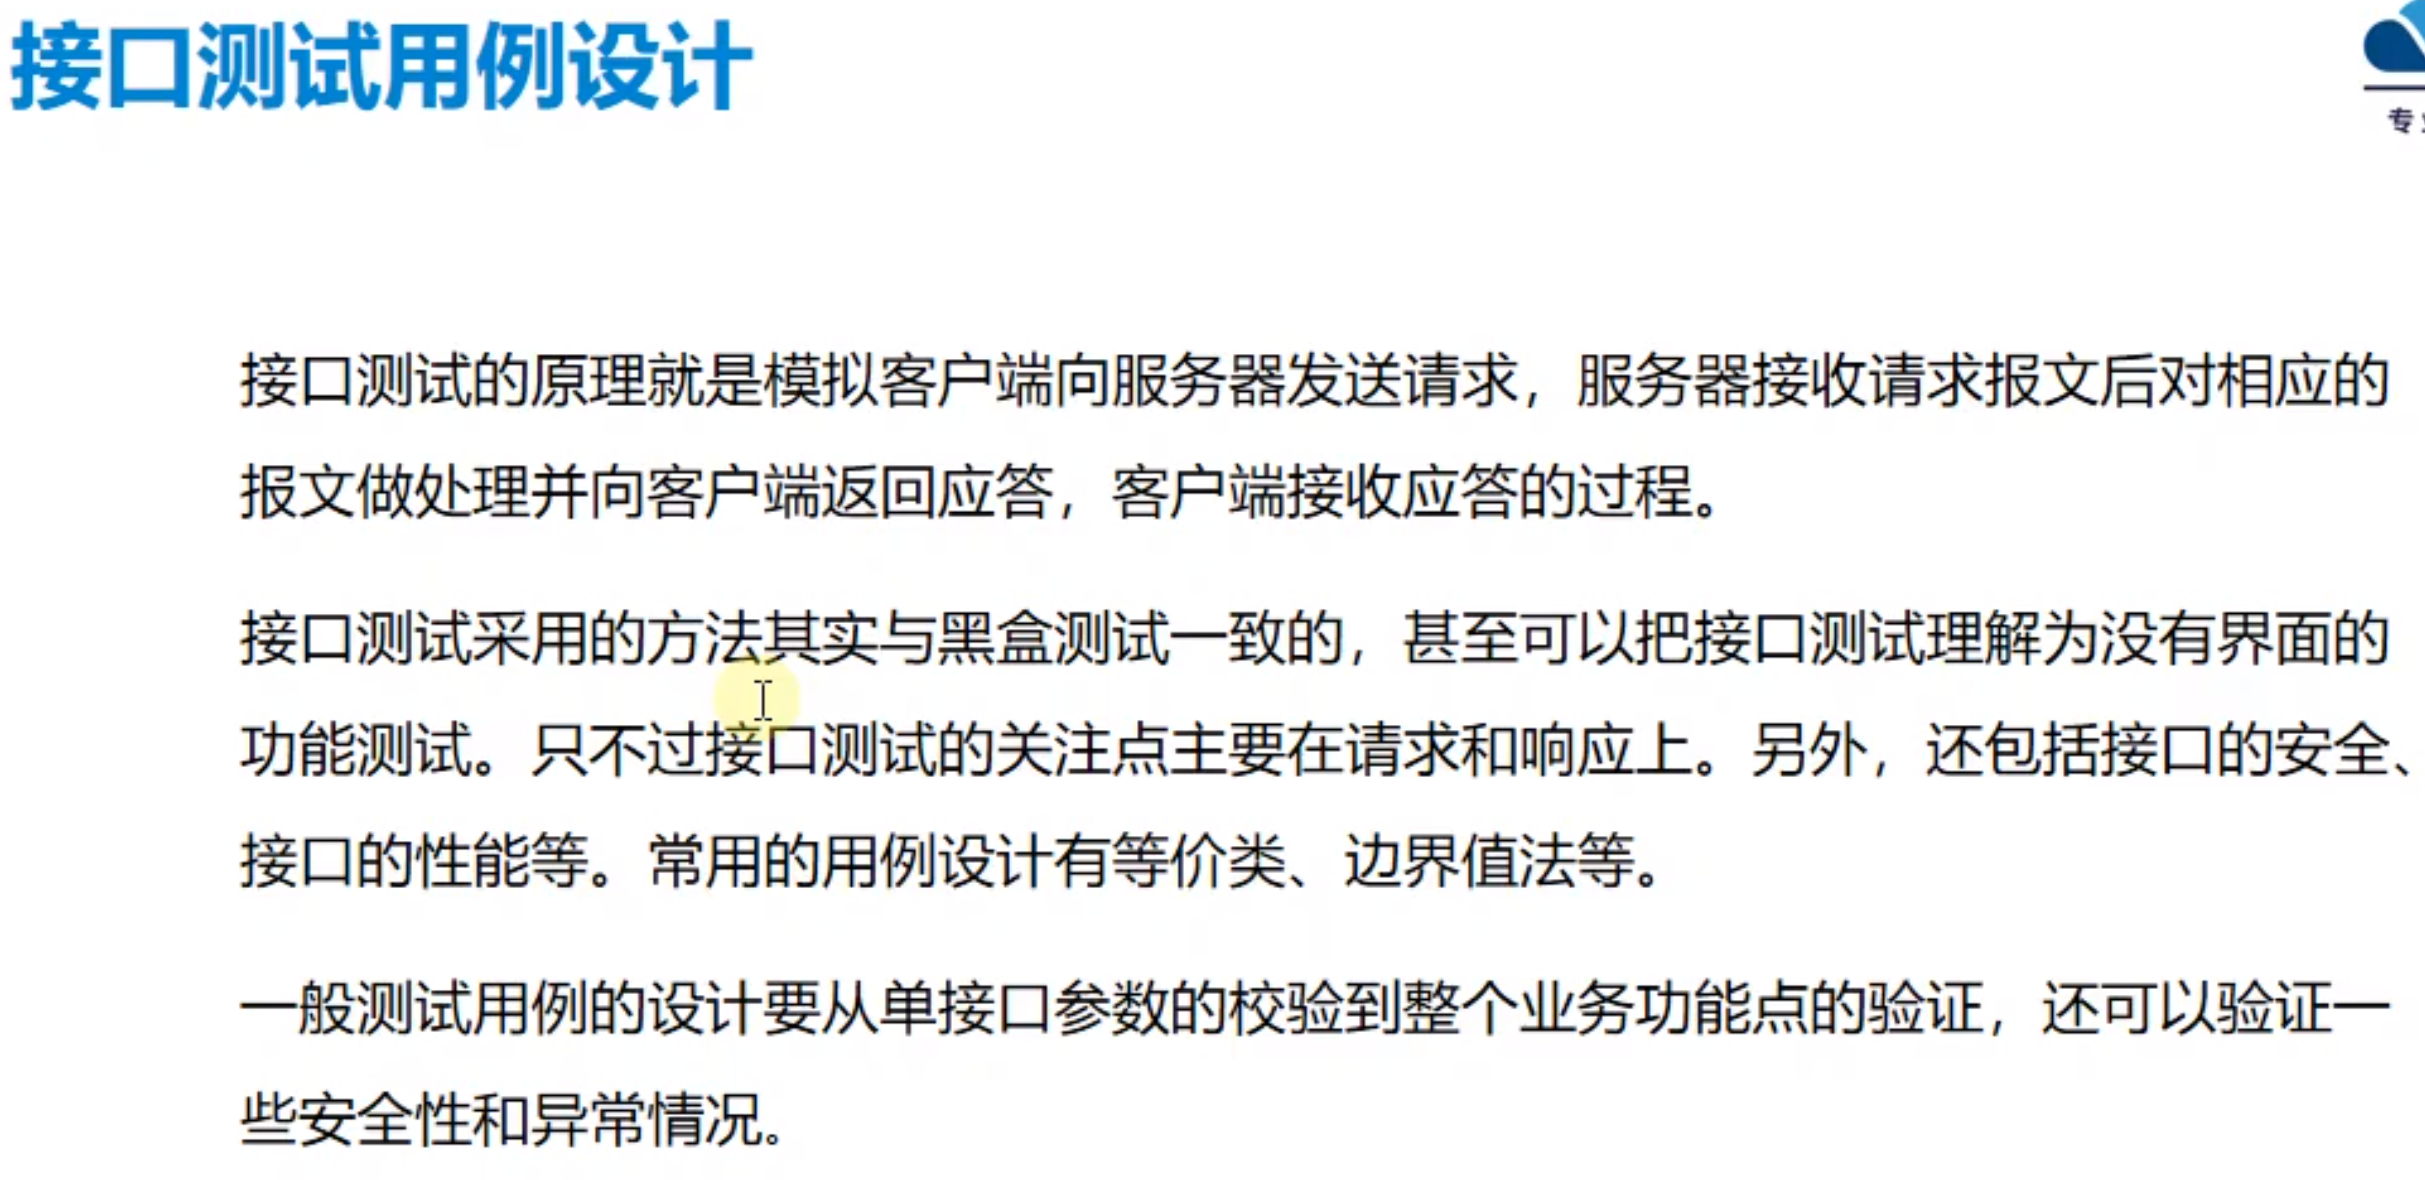 接口测试用例设计
专
接口测试的原理就是模拟客户端向服务器发送请求，服务器接收请求报文后对相应的
报文做处理并向客户端返回应答，客户端接收应答的过程。
接口测试采用的方法其实与黑盒测试一致的，甚至可以把接口测试理解为没有界面的
功能测试。只不过接口测试的关注点主要在请求和响应上。另外，还包括接口的安全、
接口的性能等。常用的用例设计有等价类、边界值法等。
一般测试用例的设计要从单接口参数的校验到整个业务功能点的验证，还可以验证一
些安全性和异常情况。